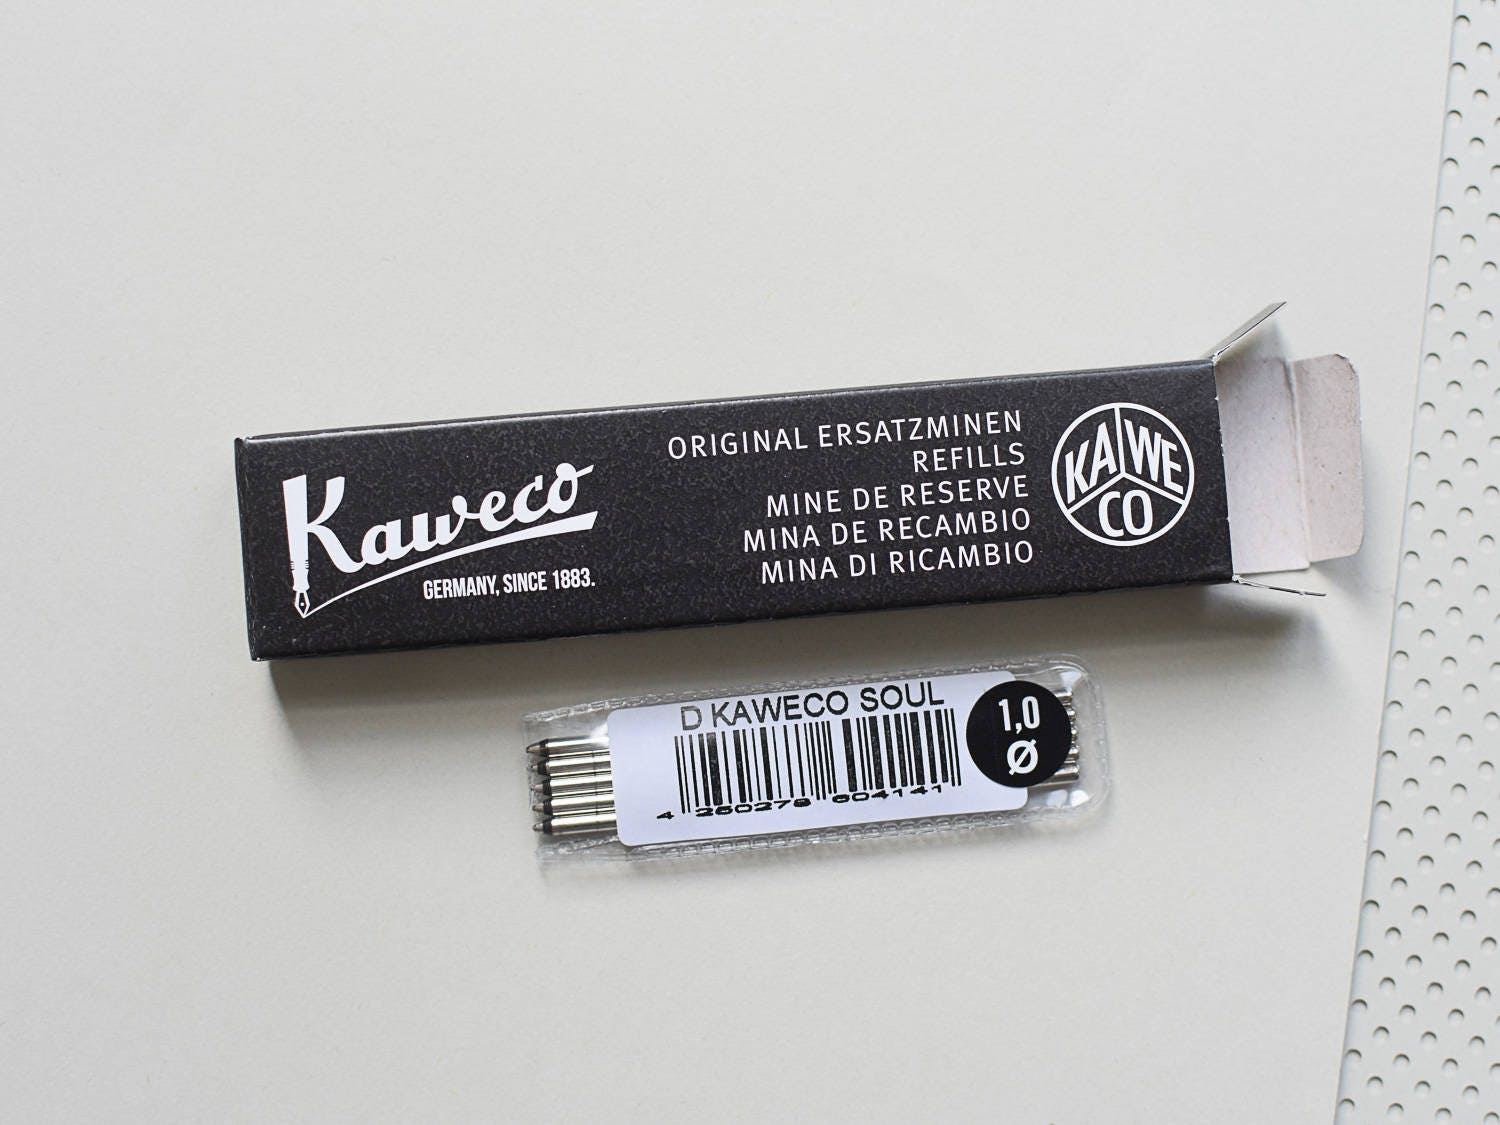 Kaweco
GERMANY, SINCE 1883.
ORIGINAL ERSATZMINEN
REFILLS
MINE DE RESERVE
MINA DE RECAMBIO
MINA DI RICAMBIO
KA WE
CO
D KAWECO SOUL
4 260279 604141
1,0
Ø